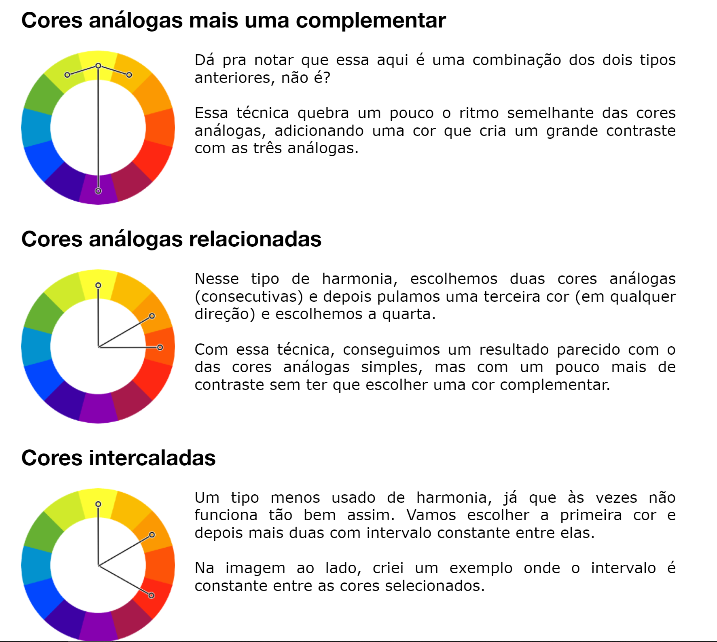 Cores análogas mais uma complementar
Dá pra notar que essa aqui é uma combinação dos dois tipos
anteriores, não é?
Essa técnica quebra um pouco o ritmo semelhante das cores
análogas, adicionando uma cor que cria um grande contraste
com as três análogas.
Cores análogas relacionadas
Nesse tipo de harmonia, escolhemos duas cores análogas
(consecutivas) e depois pulamos uma terceira cor (em qualquer
direção) e escolhemos a quarta.
Com essa técnica, conseguimos um resultado parecido com o
das cores análogas simples, mas com um pouco mais de
contraste sem ter que escolher uma cor complementar.
Cores intercaladas
Um tipo menos usado de harmonia, já que às vezes não
funciona tão bem assim. Vamos escolher a primeira cor e
depois mais duas com intervalo constante entre elas.
Na imagem ao lado, criei um exemplo onde o intervalo é
constante entre as cores selecionados.